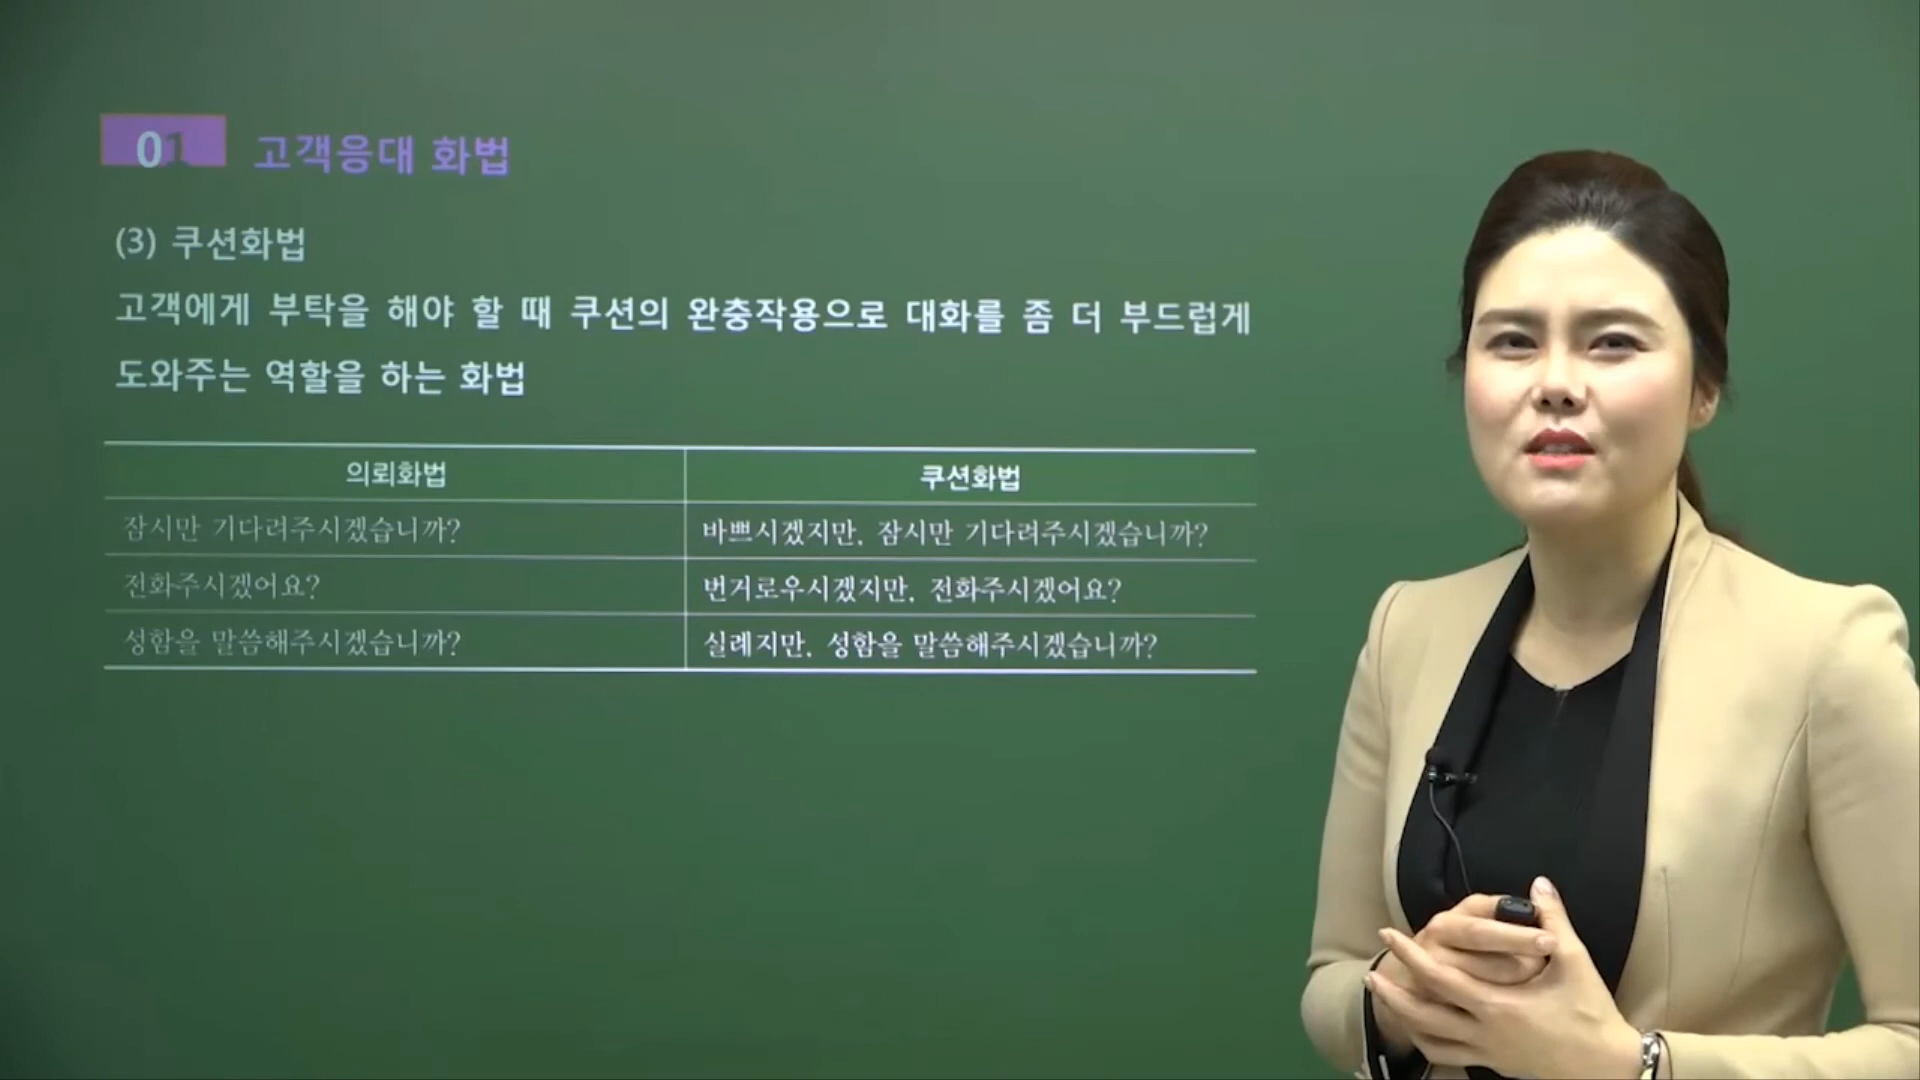 01 고객응대 화법
(3) 쿠션화법
고객에게 부탁을 해야 할 때 쿠션의 완충작용으로 대화를 좀 더 부드럽게
도와주는 역할을 하는 화법
의뢰화법 쿠션화법
잠시만 기다려주시겠습니까? 바쁘시겠지만, 잠시만 기다려주시겠습니까?
전화주시겠어요? 번거로우시겠지만, 전화주시겠어요?
성함을 말씀해주시겠습니까? 실례지만, 성함을 말씀해주시겠습니까?